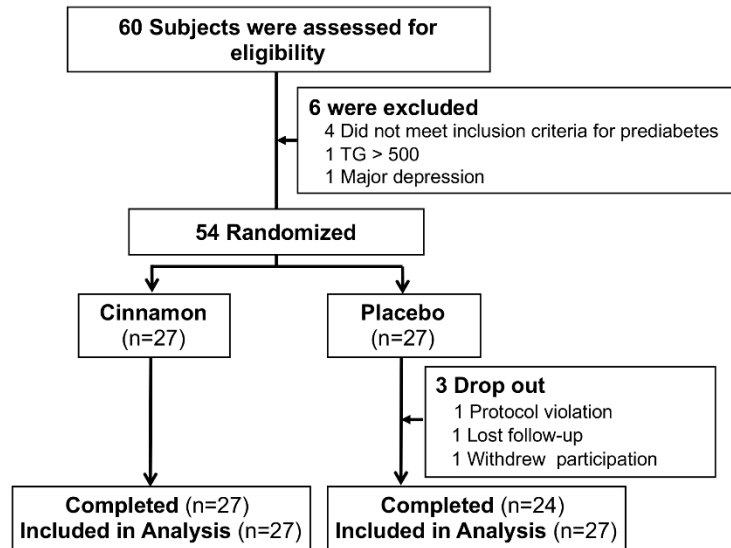 60 Subjects were assessed for
eligibility
6 were excluded
4 Did not meet inclusion criteria for prediabetes
1 TG > 500
1 Major depression
54 Randomized
Cinnamon
(n=27)
Placebo
(n=27)
3 Drop out
1 Protocol violation
1 Lost follow-up
1 Withdrew participation
Completed (n=27)
Included in Analysis (n=27)
Completed (n=24)
Included in Analysis (n=27)